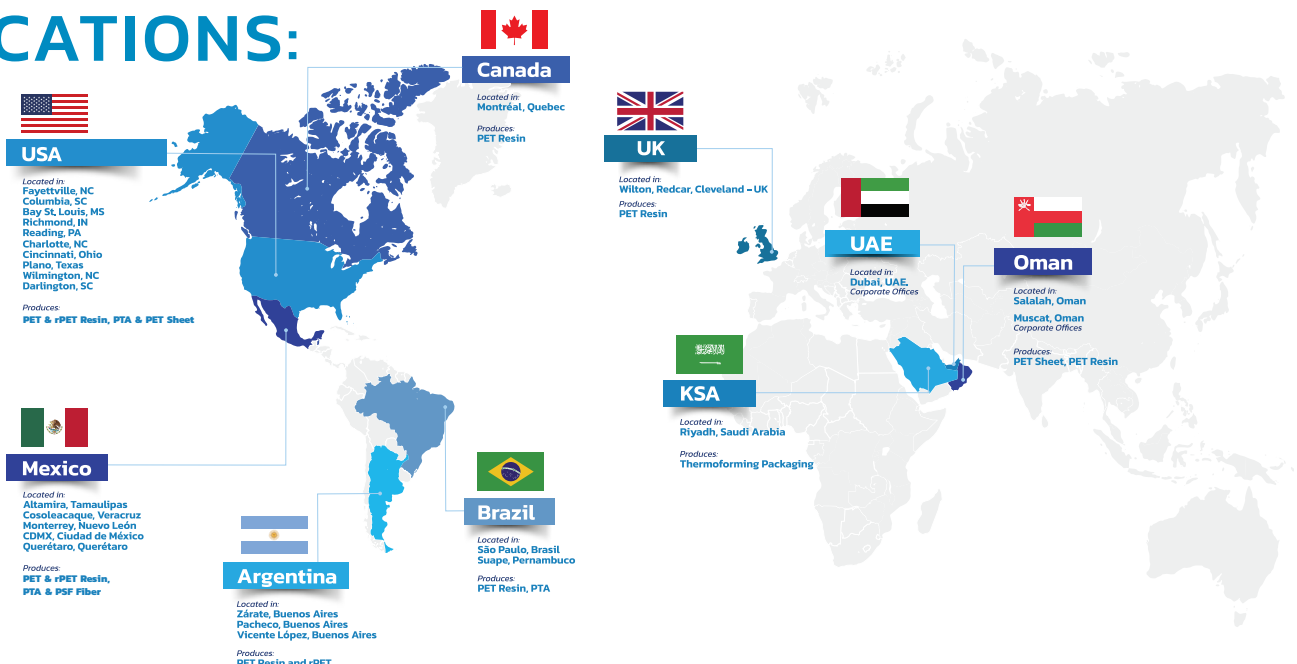 CATIONS:
Canada
Located in:
Montréal, Quebec
Produces:
PET Resin
USA
Located in:
Fayettville, NC
Columbia, SC
Bay St, Louis, MS
Richmond, IN
Reading, PA
Charlotte, NC
Cincinnati, Ohio
Plano, Texas
Wilmington, NC
Darlington, SC
Produces:
PET & rPET Resin, PTA & PET Sheet
Mexico
Located in:
Altamira, Tamaulipas
Cosoleacaque, Veracruz
Monterrey, Nuevo León
CDMX, Ciudad de México
Querétaro, Querétaro
Produces:
PET & rPET Resin,
PTA & PSF Fiber
Argentina
Located in:
Zárate, Buenos Aires
Pacheco, Buenos Aires
Vicente López, Buenos Aires
Produces:
PET Resin and rPET
Brazil
Located in:
São Paulo, Brasil
Suape, Pernambuco
Produces:
PET Resin, PTA
UK
Located in:
Wilton, Redcar, Cleveland - UK
Produces:
PET Resin
UAE
Located in:
Dubai, UAE.
Corporate Offices
Oman
Located in:
Salalah, Oman
Muscat, Oman
Corporate Offices
Produces:
PET Sheet, PET Resin
KSA
Located in:
Riyadh, Saudi Arabia
Produces:
Thermoforming Packaging